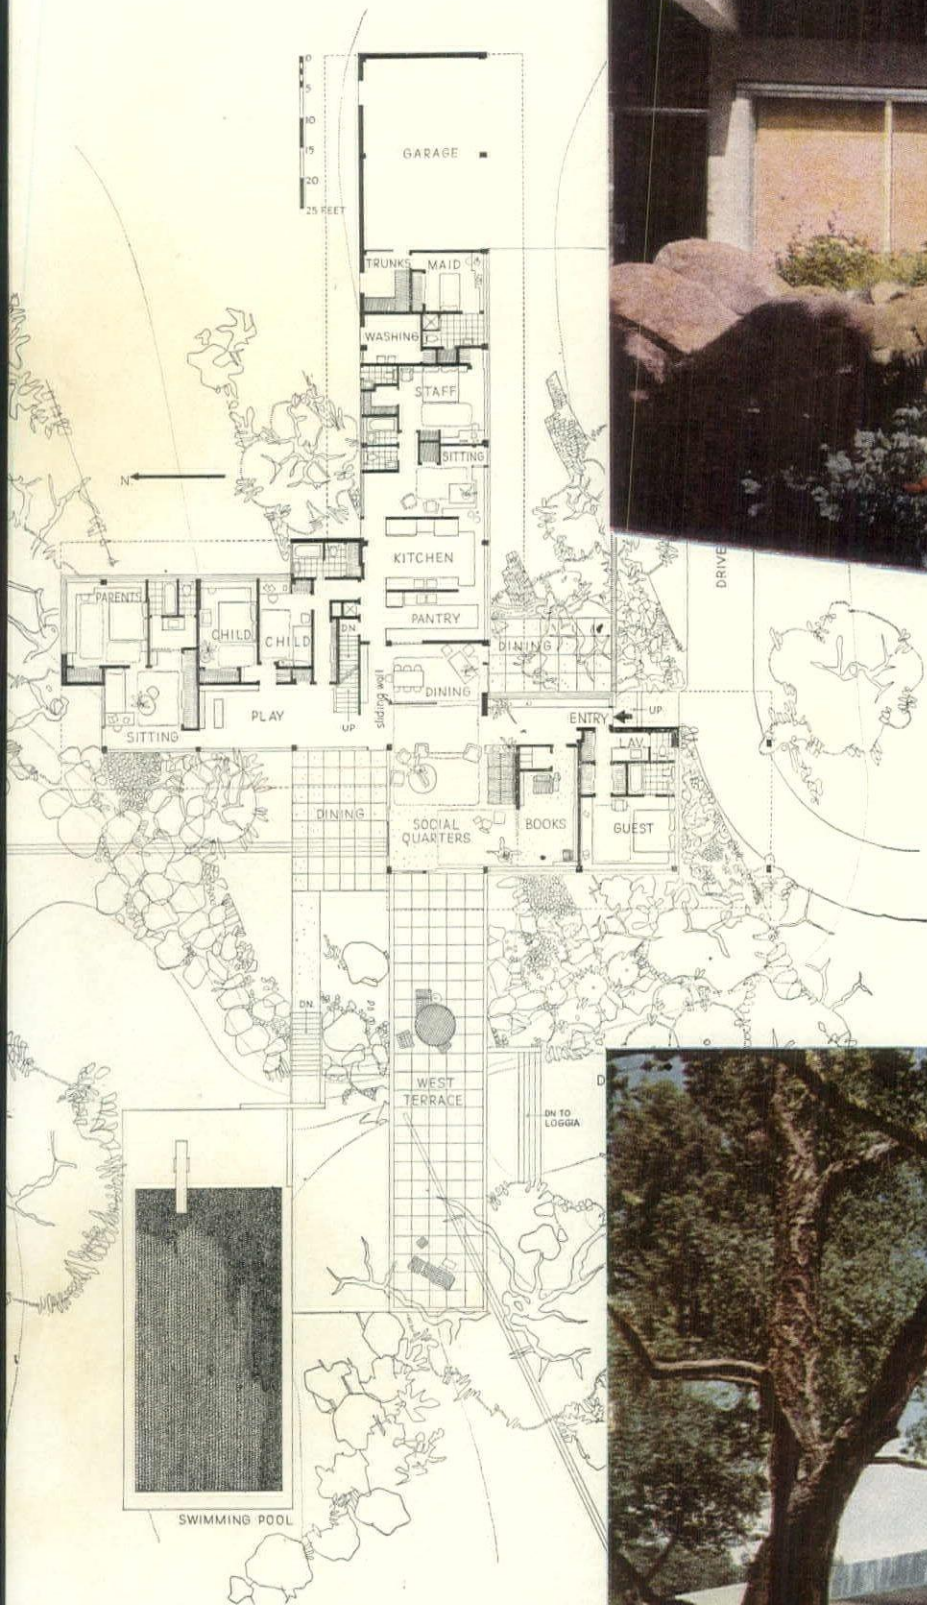 0
5
10
15
20
25 FEET
GARAGE
TRUNKS
MAID
WASHING
STAFF
SITTING
N
KITCHEN
DRIVE
PARENTS
CHILD
CHILD
DN
PANTRY
DINING
sliding wall
DINING
PLAY
UP
ENTRY
UP
SITTING
LAV.
DINING
SOCIAL
QUARTERS
BOOKS
GUEST
DN.
WEST
TERRACE
DN TO
LOGGIA
D
SWIMMING POOL